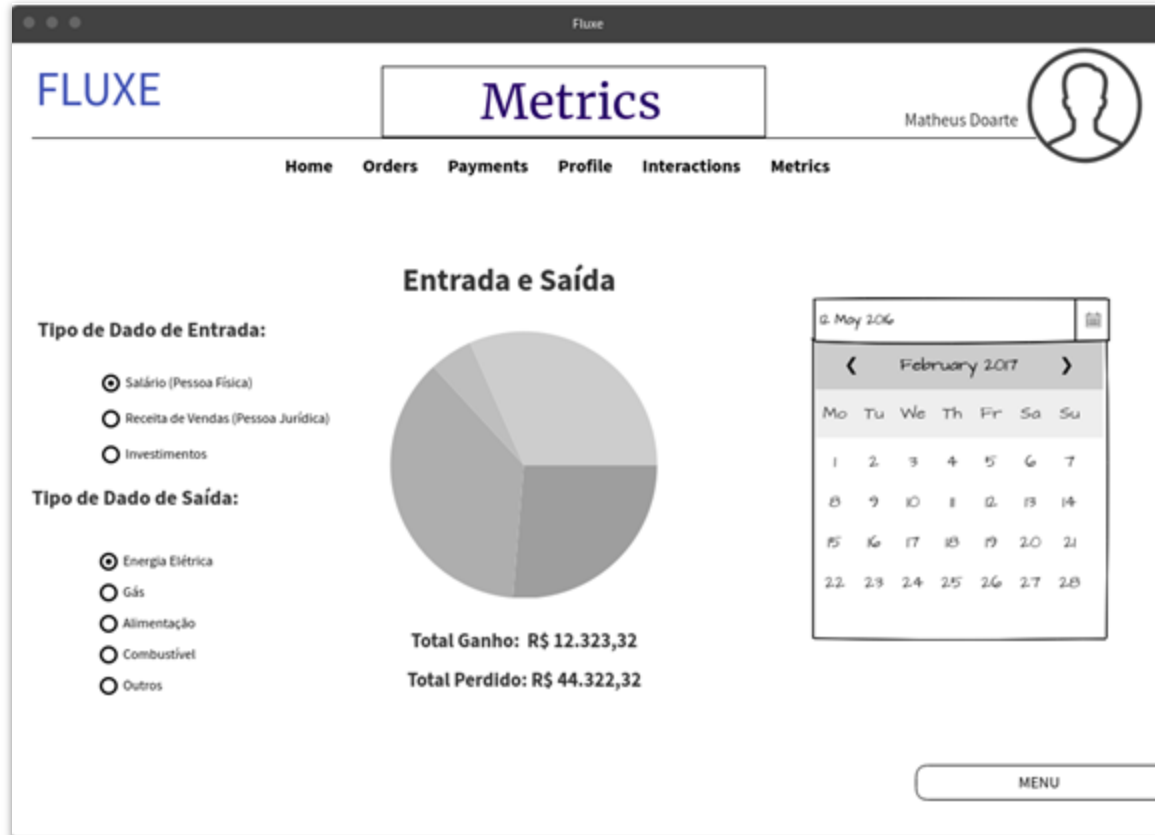 Fluxe
FLUXE
Metrics
Matheus Doarte
Home Orders Payments Profile Interactions Metrics
Entrada e Saída
Tipo de Dado de Entrada:
Salário (Pessoa Física)
Receita de Vendas (Pessoa Jurídica)
Investimentos
Tipo de Dado de Saída:
Energia Elétrica
Gás
Alimentação
Combustível
Outros
Total Ganho: R$ 12.323,32
Total Perdido: R$ 44.322,32
12 May 2016
February 2017
Mo Tu We Th Fr Sa Su
1 2 3 4 5 6 7
8 9 10 11 12 13 14
15 16 17 18 19 20 21
22 23 24 25 26 27 28
MENU